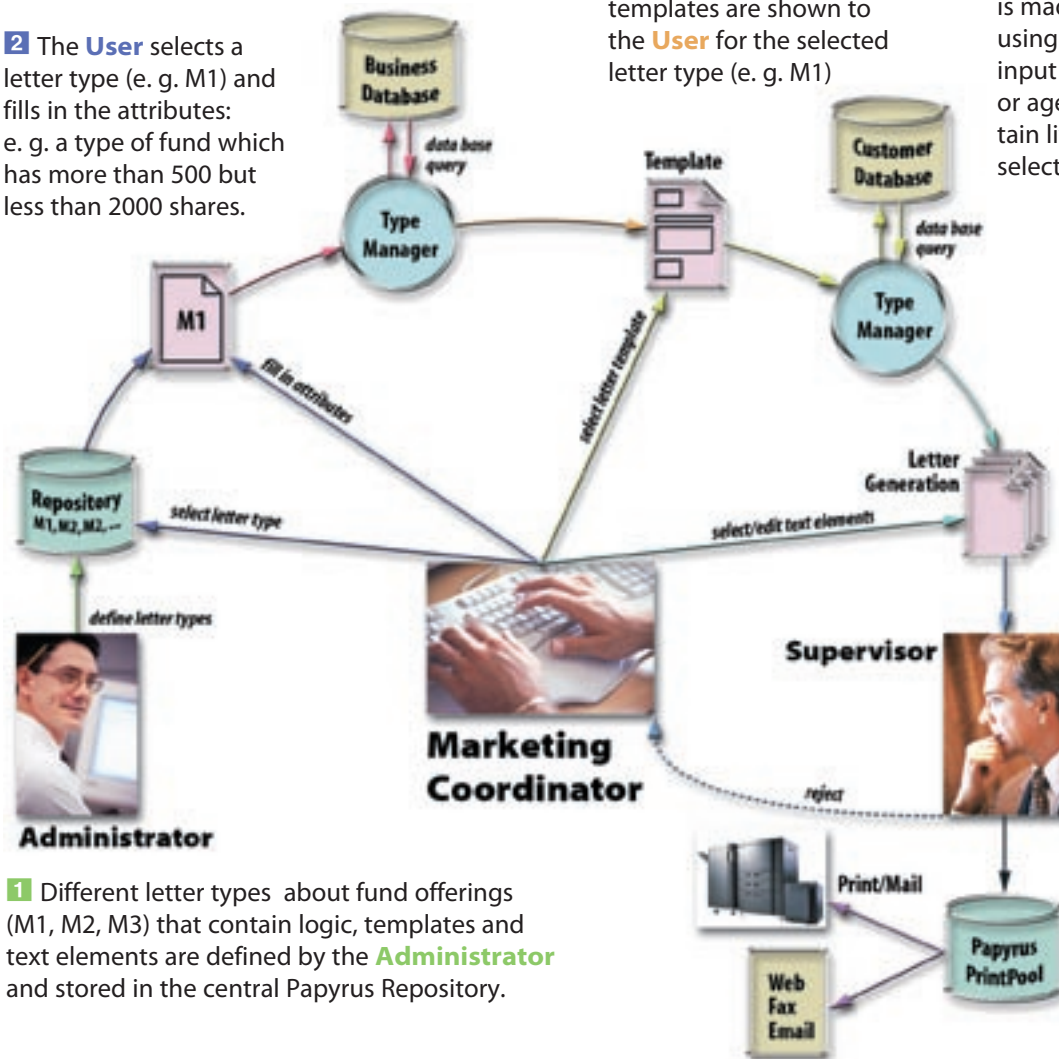 2 The User selects a
letter type (e. g. M1) and
fills in the attributes:
e. g. a type of fund which
has more than 500 but
less than 2000 shares.
templates are shown to
the User for the selected
letter type (e. g. M1)
using
input
or age
tain li
select
Business
Database
data base
query
Type
Manager
Template
Customer
Database
data base
query
Type
Manager
M1
fill in attributes
select letter template
Letter
Generation
Repository
M1, M2, M2, ...
select letter type
select/edit text elements
define letter types
Supervisor
Marketing
Coordinator
reject
Administrator
1 Different letter types about fund offerings
(M1, M2, M3) that contain logic, templates and
text elements are defined by the Administrator
and stored in the central Papyrus Repository.
Print/Mail
Papyrus
PrintPool
Web
Fax
Email